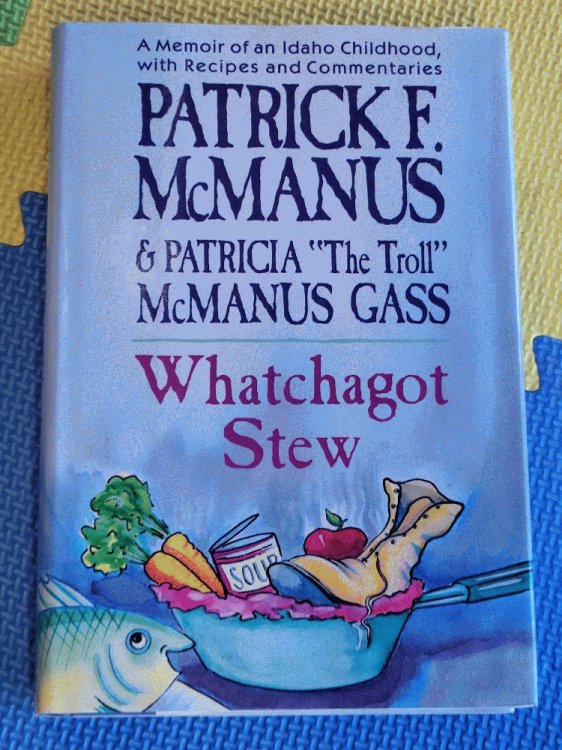 A Memoir of an Idaho Childhood,
with Recipes and Commentaries
PATRICK F.
McMANUS
& PATRICIA “The Troll”
McMANUS GASS
Whatchagot
Stew
SOUP